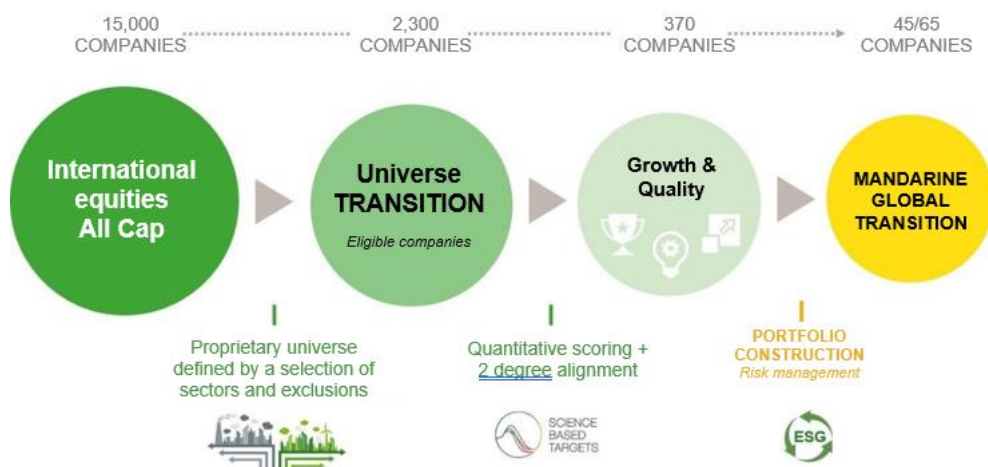 15,000
COMPANIES
2,300
COMPANIES
370
COMPANIES
45/65
COMPANIES
International
equities
All Cap
Universe
TRANSITION
Eligible companies
Growth &
Quality
MANDARINE
GLOBAL
TRANSITION
Proprietary universe
defined by a selection of
sectors and exclusions
Quantitative scoring +
2 degree alignment
PORTFOLIO
CONSTRUCTION
Risk management
SCIENCE
BASED
TARGETS
ESG